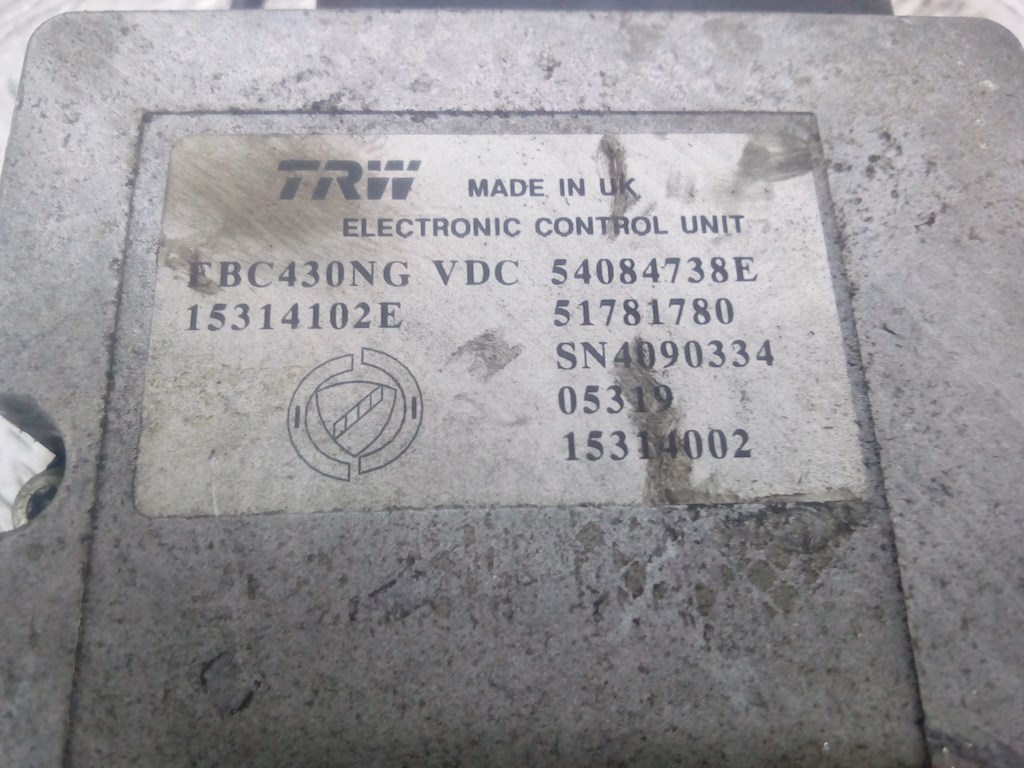 TRW MADE IN UK
ELECTRONIC CONTROL UNIT
EBC430NG VDC 54084738E
15314102E 51781780
SN4090334
05319
15314002